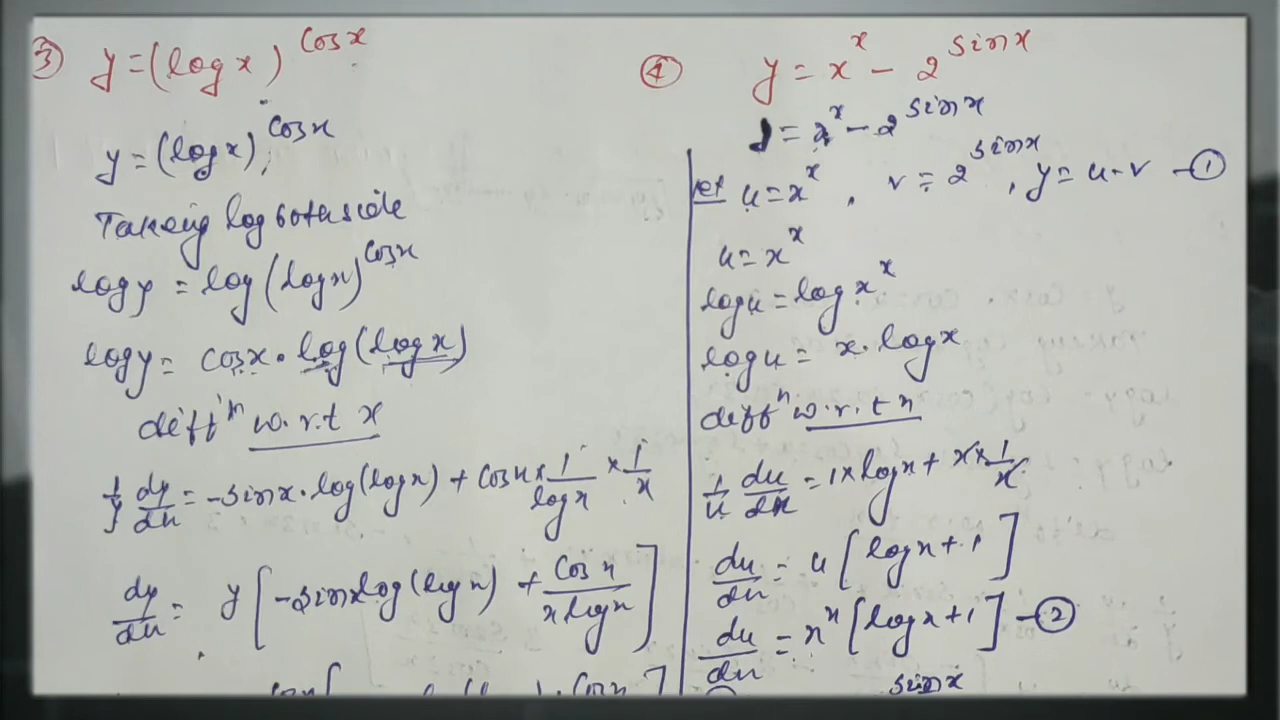 ③ y=(log x)^cos x
y=(log x)^cos x
Taking log both side
log y = log(log x)^cos x
log y = cos x · log(log x)
diffⁿ w.r.t x
1/y dy/dx = -sin x · log(log x) + cos x × 1/log x × 1/x
dy/dx = y[-sin x log(log x) + cos x/x log x]
④ y = x^x - 2^sin x
y = x^x - 2^sin x
let u = x^x, v = 2^sin x, y = u - v -①
u = x^x
log u = log x^x
log u = x · log x
diffⁿ w.r.t x
1/u du/dx = 1 × log x + x × 1/x
du/dx = u[log x + 1]
du/dx = x^x [log x + 1] -②
sin x